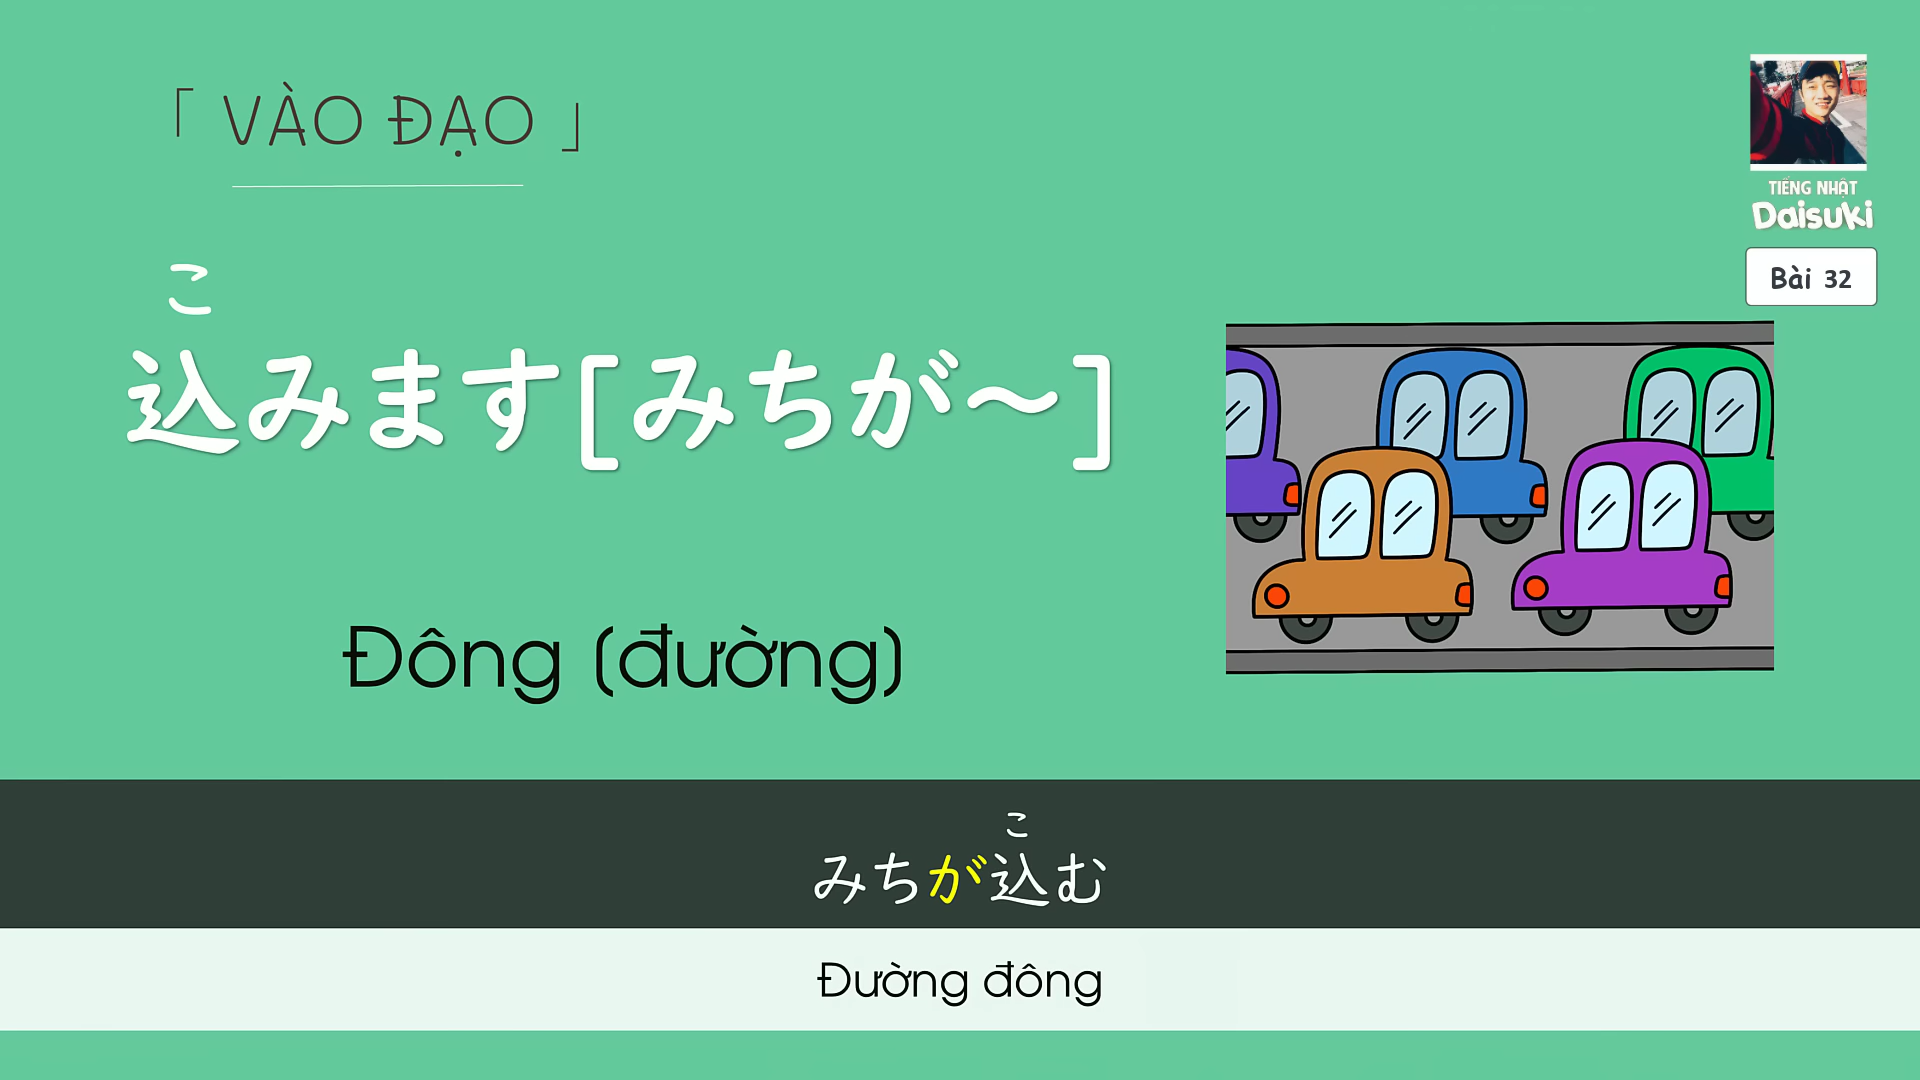 「 VÀO ĐẠO 」
TIẾNG NHẬT
Daisuki
Bài 32
こ
込みます[みちが〜]
Đông (đường)
こ
みちが込む
Đường đông